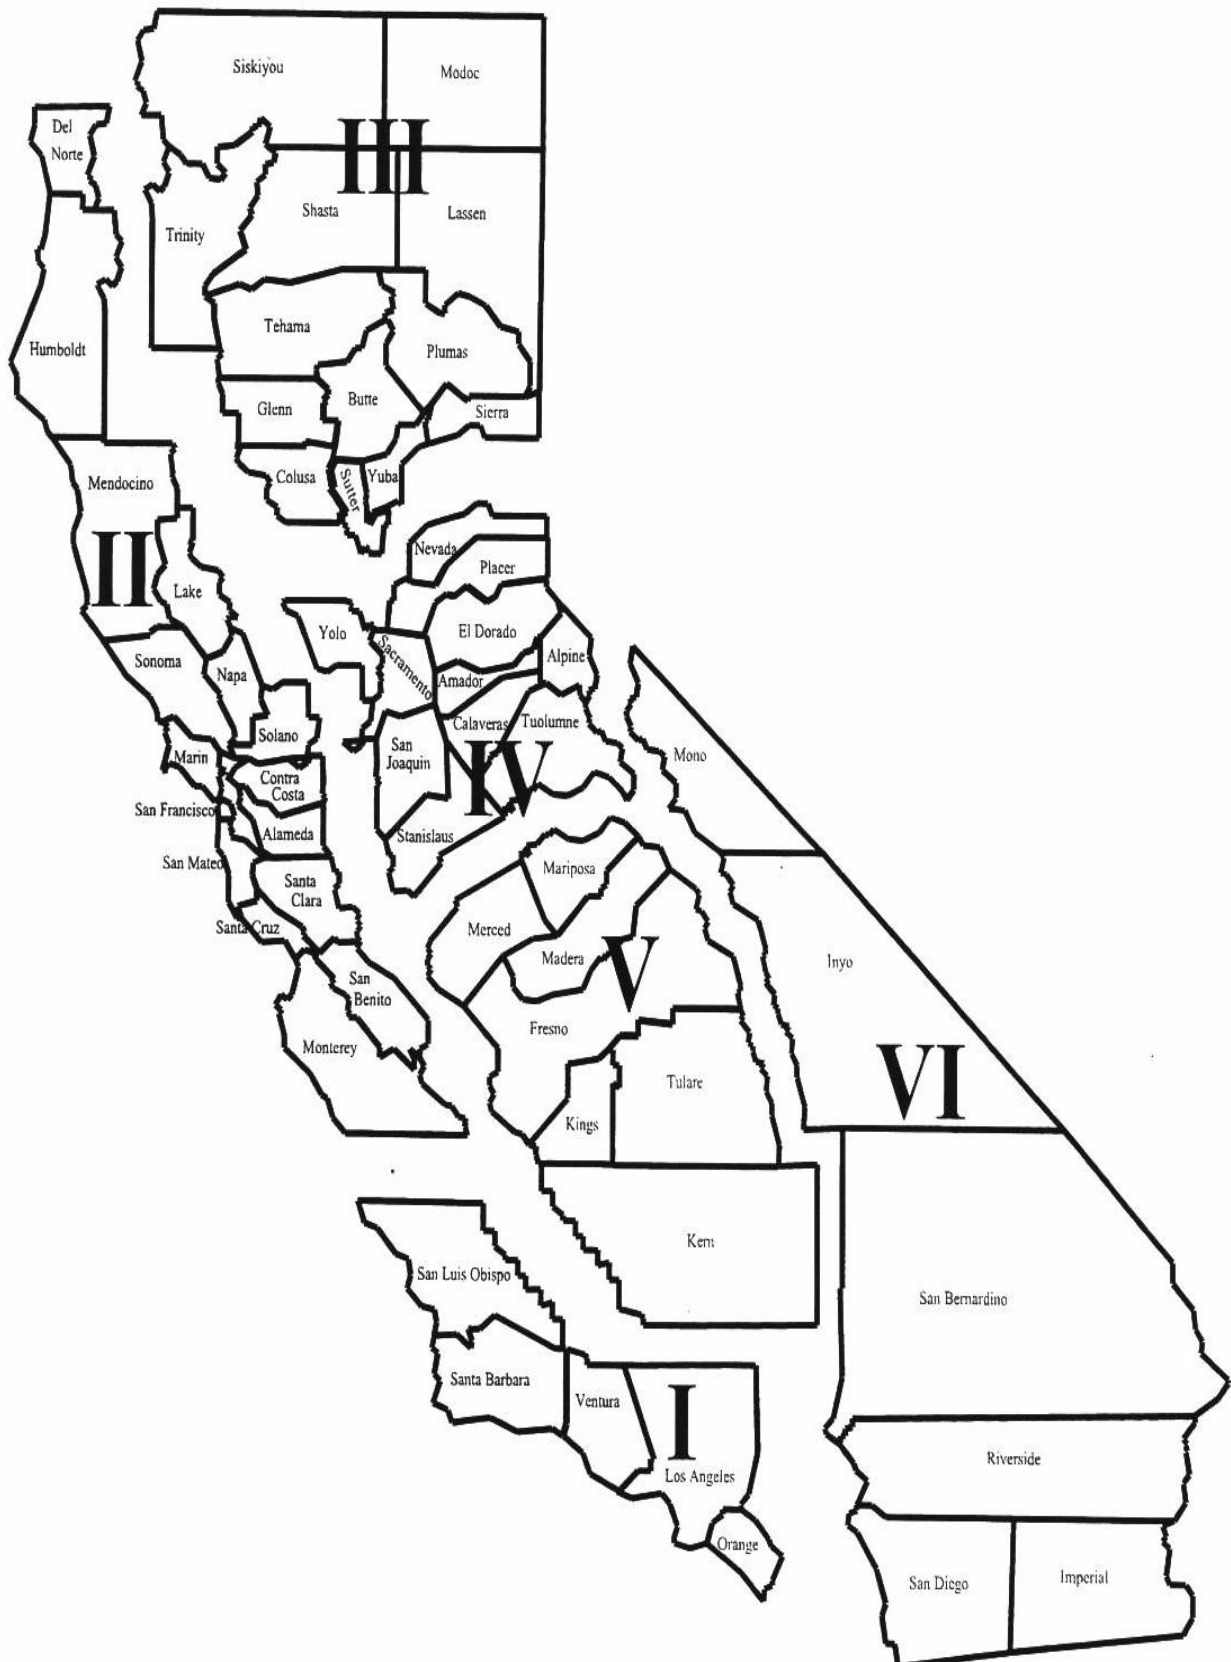 Siskiyou
Modoc
Del
Norte
III
Shasta
Lassen
Trinity
Tehama
Humboldt
Plumas
Butte
Glenn
Sierra
Mendocino
Colusa
Sutter
Yuba
II
Nevada
Placer
Lake
Yolo
El Dorado
Sacramento
Sonoma
Napa
Amador
Alpine
Solano
Calaveras
Tuolumne
Marin
San
Joaquin
IV
Mono
Contra
Costa
San Francisco
Alameda
Stanislaus
San Mateo
Santa
Clara
Mariposa
Santa Cruz
Merced
Madera
V
Inyo
San
Benito
Fresno
Monterey
VI
Tulare
Kings
Kern
San Luis Obispo
San Bernardino
Santa Barbara
Ventura
I
Los Angeles
Riverside
Orange
San Diego
Imperial